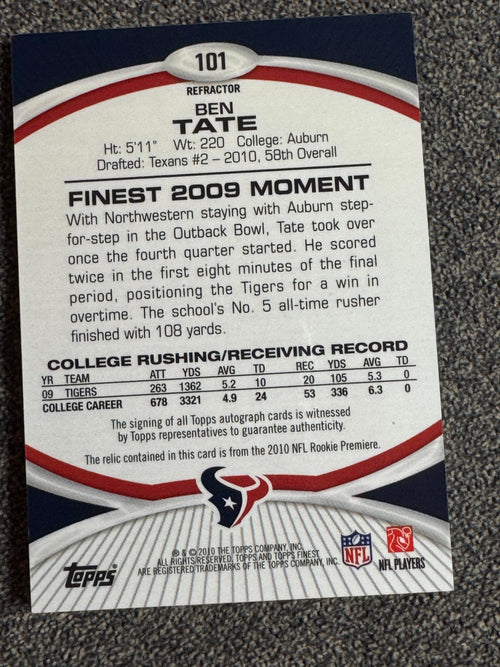 101
REFRACTOR
BEN
TATE
Ht: 5'11" Wt: 220 College: Auburn
Drafted: Texans #2 – 2010, 58th Overall
FINEST 2009 MOMENT
With Northwestern staying with Auburn step-
for-step in the Outback Bowl, Tate took over
once the fourth quarter started. He scored
twice in the first eight minutes of the final
period, positioning the Tigers for a win in
overtime. The school's No. 5 all-time rusher
finished with 108 yards.
COLLEGE RUSHING/RECEIVING RECORD
YR TEAM ATT YDS AVG TD REC YDS AVG TD
09 TIGERS 263 1362 5.2 10 20 105 5.3 0
COLLEGE CAREER 678 3321 4.9 24 53 336 6.3 0
The signing of all Topps autograph cards is witnessed
by Topps representatives to guarantee authenticity.
The relic contained in this card is from the 2010 NFL Rookie Premiere.
® & © 2010 THE TOPPS COMPANY, INC.
ALL RIGHTS RESERVED. TOPPS AND TOPPS FINEST
ARE REGISTERED TRADEMARKS OF THE TOPPS COMPANY, INC.
Topps
NFL
NFL PLAYERS